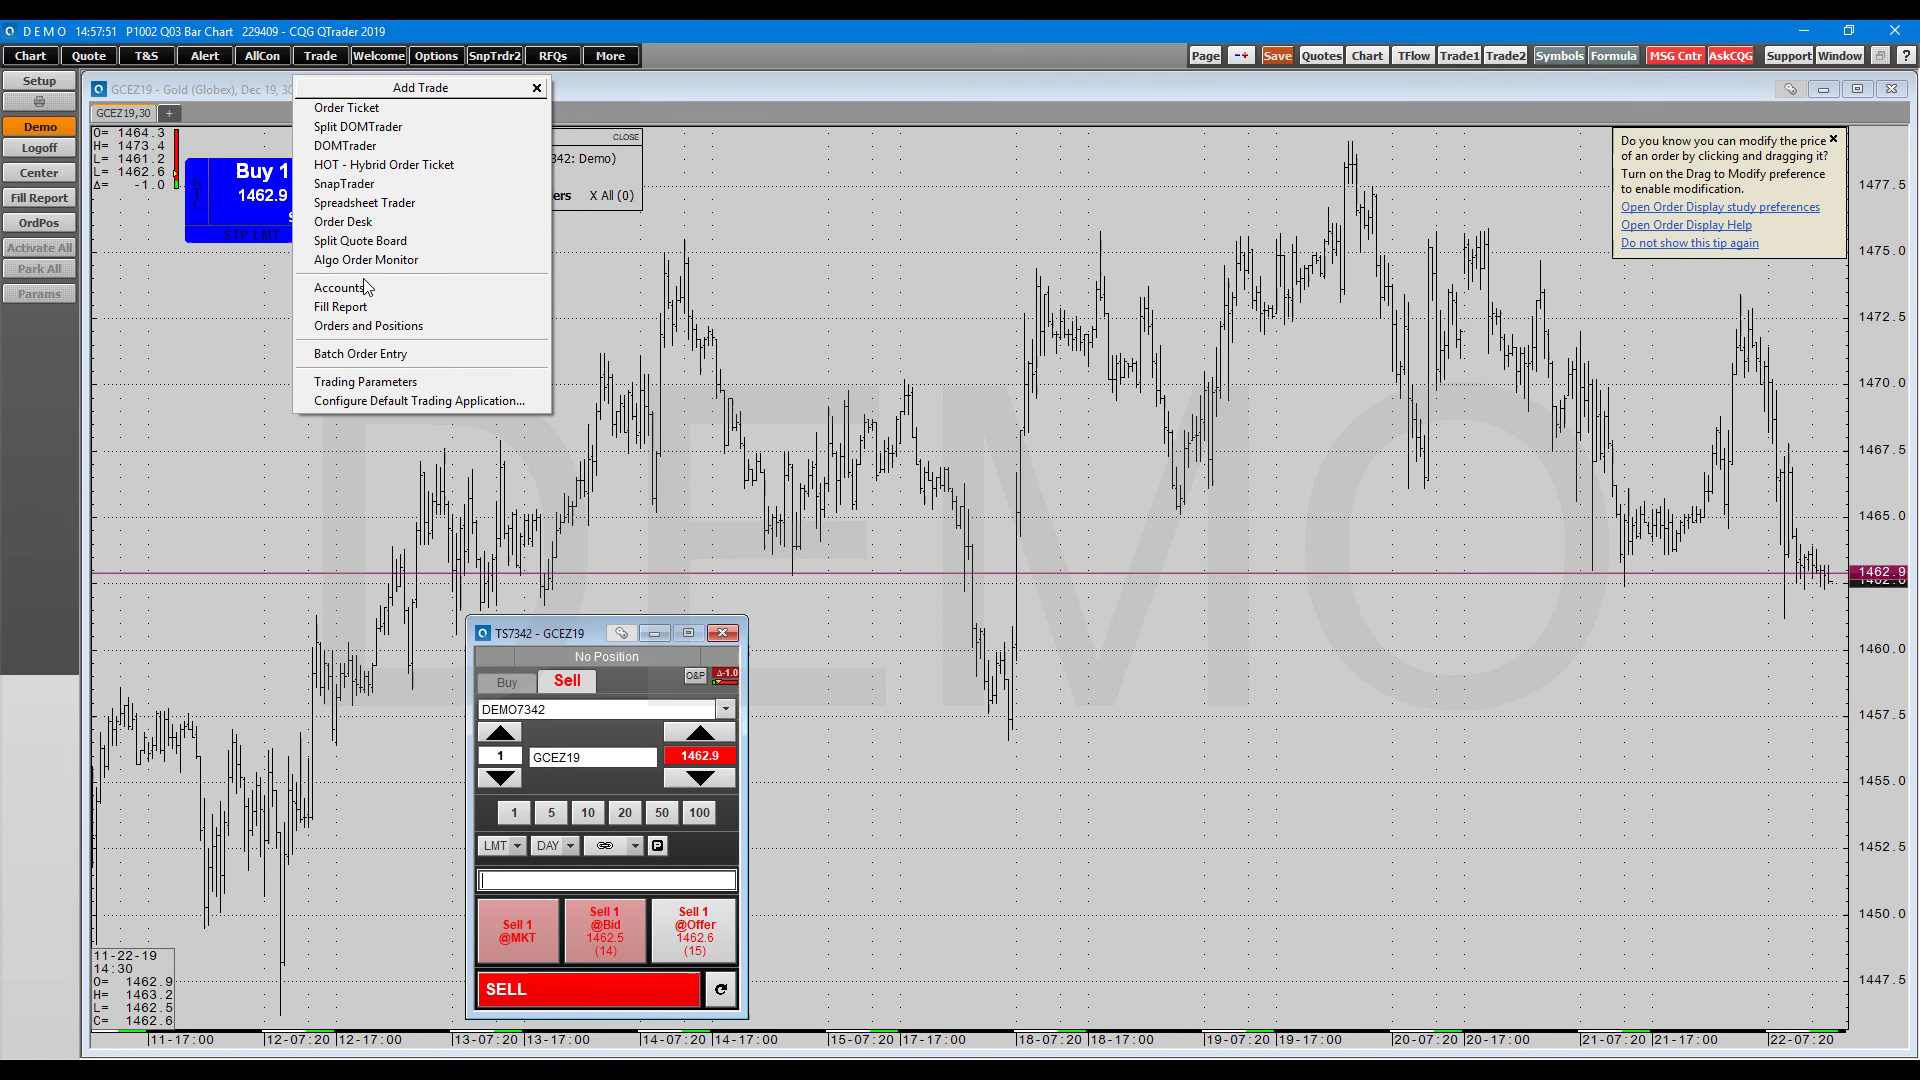 D E M O 14:57:51 P1002 Q03 Bar Chart 229409 - CQG QTrader 2019
Chart Quote T&S Alert AllCon Trade Welcome Options SnpTrdr2 RFQs More Page -+ Save Quotes Chart TFlow Trade1 Trade2 Symbols Formula MSG Cntr AskCQG Support Window ?
Setup
Demo
Logoff
Center
Fill Report
OrdPos
Activate All
Park All
Params
GCEZ19 - Gold (Globex), Dec 19, 30
GCEZ19,30 +
O= 1464.3
H= 1473.4
L= 1461.2
L= 1462.6
Δ= -1.0
Buy 1
1462.9
STP LMT
Add Trade
Order Ticket
Split DOMTrader
DOMTrader
HOT - Hybrid Order Ticket
SnapTrader
Spreadsheet Trader
Order Desk
Split Quote Board
Algo Order Monitor
Accounts
Fill Report
Orders and Positions
Batch Order Entry
Trading Parameters
Configure Default Trading Application...
CLOSE
342: Demo)
ers X All (0)
Do you know you can modify the price
of an order by clicking and dragging it?
Turn on the Drag to Modify preference
to enable modification.
Open Order Display study preferences
Open Order Display Help
Do not show this tip again
1477.5
1475.0
1472.5
1470.0
1467.5
1465.0
1462.9
1460.0
1457.5
1455.0
1452.5
1450.0
1447.5
DEMO
TS7342 - GCEZ19
No Position
Buy Sell O&P Δ-1.0
DEMO7342
1 GCEZ19 1462.9
1 5 10 20 50 100
LMT DAY P
Sell 1
@MKT
Sell 1
@Bid
1462.5
(14)
Sell 1
@Offer
1462.6
(15)
SELL
11-22-19
14:30
O= 1462.9
H= 1463.2
L= 1462.5
C= 1462.6
11-17:00 12-07:20 12-17:00 13-07:20 13-17:00 14-07:20 14-17:00 15-07:20 17-17:00 18-07:20 18-17:00 19-07:20 19-17:00 20-07:20 20-17:00 21-07:20 21-17:00 22-07:20